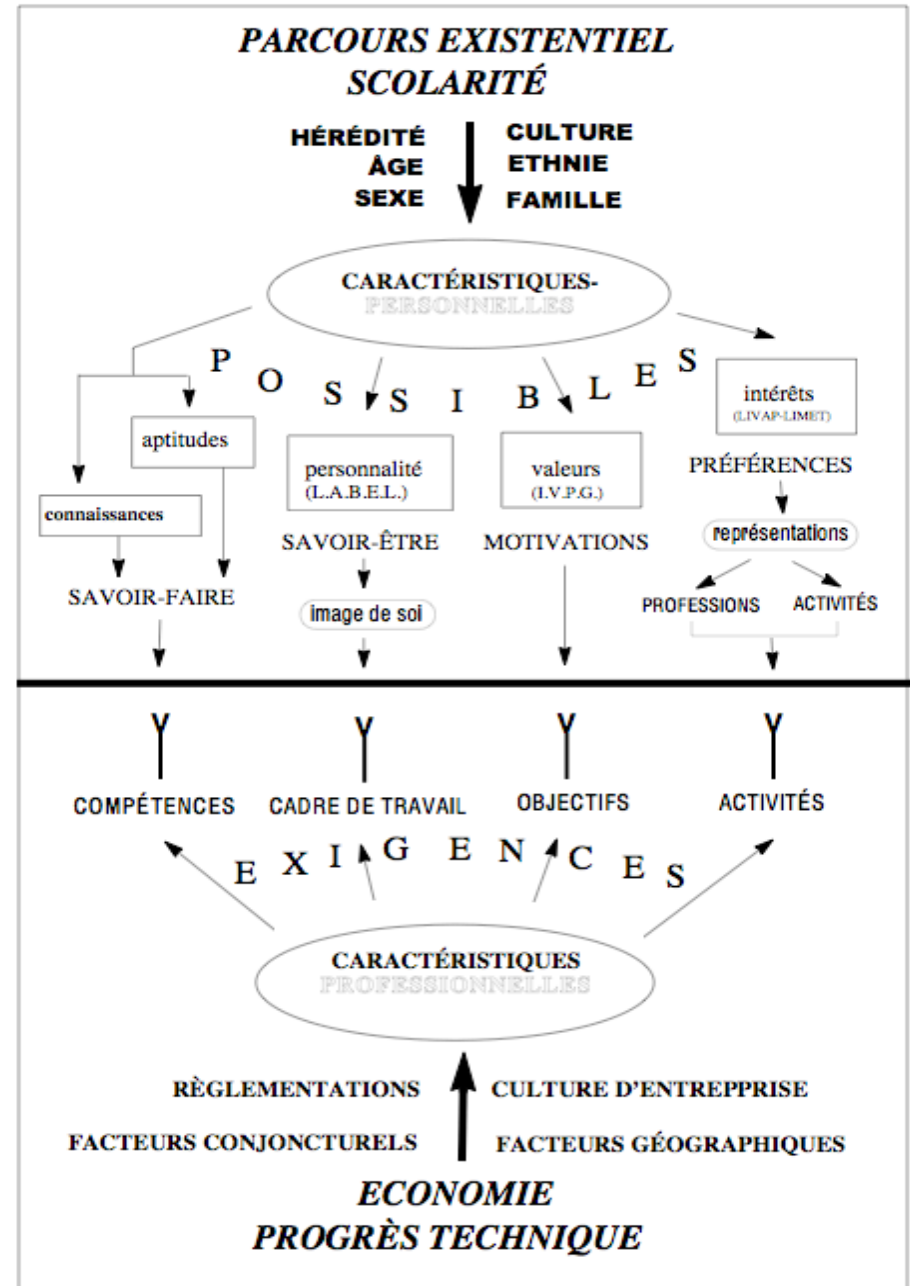 PARCOURS EXISTENTIEL
SCOLARITÉ
HÉRÉDITÉ
ÂGE
SEXE
CULTURE
ETHNIE
FAMILLE
CARACTÉRISTIQUES-
PERSONNELLES
POSSIBLES
aptitudes
connaissances
SAVOIR-FAIRE
personnalité
(L.A.B.E.L.)
SAVOIR-ÊTRE
image de soi
valeurs
(I.V.P.G.)
MOTIVATIONS
intérêts
(LIVAP-LIMET)
PRÉFÉRENCES
représentations
PROFESSIONS
ACTIVITÉS
COMPÉTENCES
CADRE DE TRAVAIL
OBJECTIFS
ACTIVITÉS
EXIGENCES
CARACTÉRISTIQUES
PROFESSIONNELLES
RÈGLEMENTATIONS
CULTURE D'ENTREPPRISE
FACTEURS CONJONCTURELS
FACTEURS GÉOGRAPHIQUES
ECONOMIE
PROGRÈS TECHNIQUE